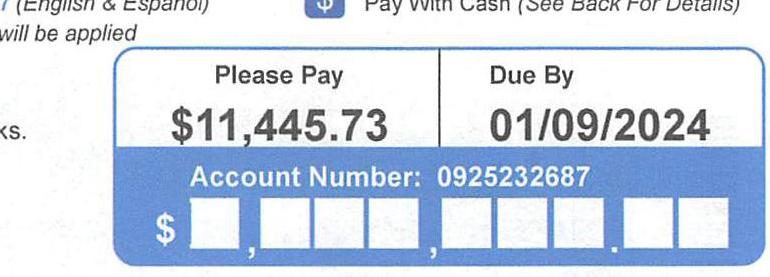 7 (English & Español)
$ Pay With Cash (See Back For Details)
will be applied
Please Pay
Due By
$11,445.73
01/09/2024
ks.
Account Number: 0925232687
$ , , .